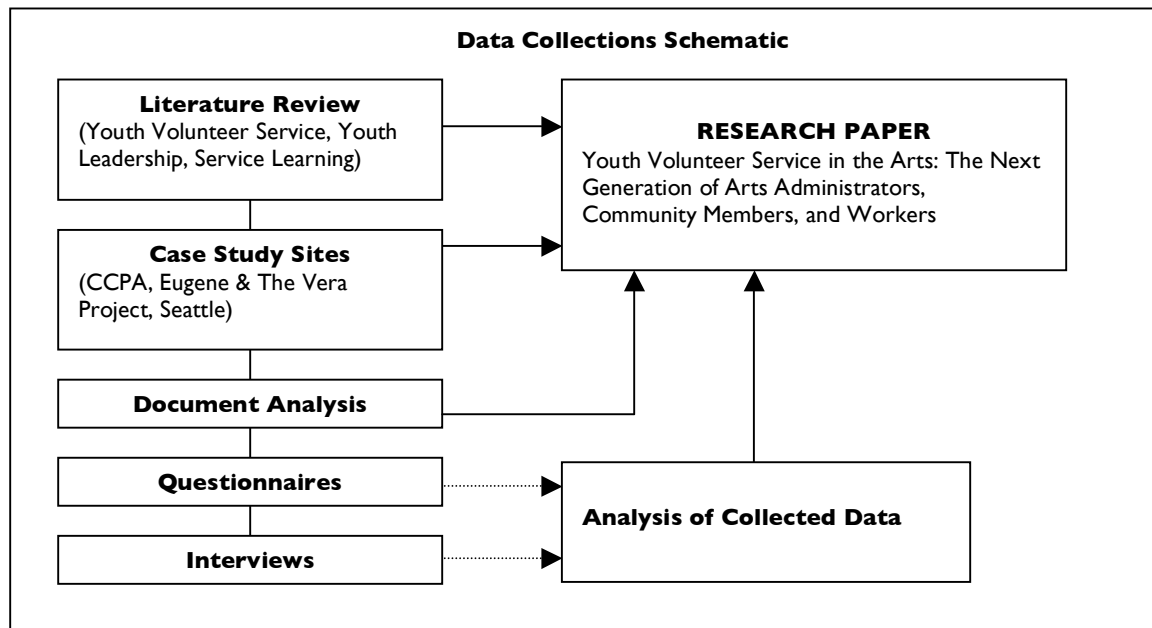 Data Collections Schematic
Literature Review
(Youth Volunteer Service, Youth
Leadership, Service Learning)
Case Study Sites
(CCPA, Eugene & The Vera
Project, Seattle)
Document Analysis
Questionnaires
Interviews
RESEARCH PAPER
Youth Volunteer Service in the Arts: The Next
Generation of Arts Administrators,
Community Members, and Workers
Analysis of Collected Data